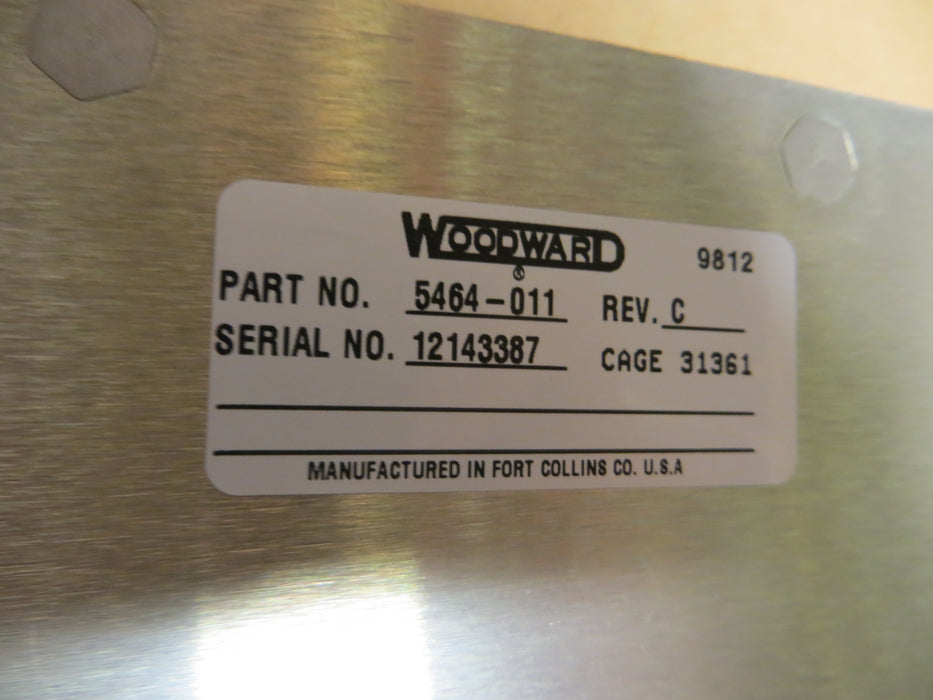 WOODWARD® 9812
PART NO. 5464-011 REV. C
SERIAL NO. 12143387 CAGE 31361
MANUFACTURED IN FORT COLLINS CO. U.S.A